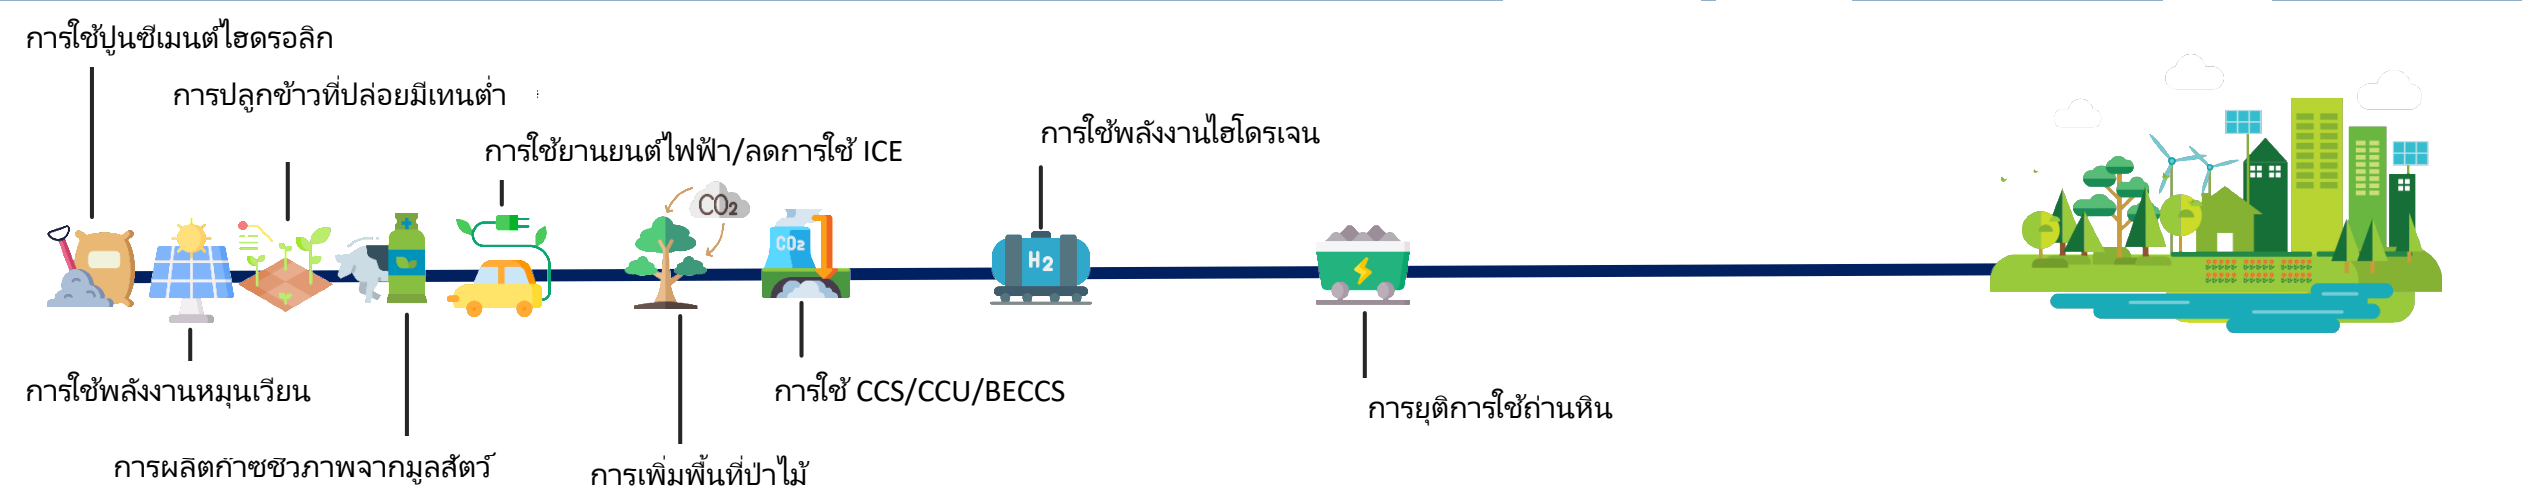 การใช้ปูนซีเมนต์ไฮดรอลิก
การปลูกข้าวที่ปล่อยมีเทนต่ำ
การใช้ยานยนต์ไฟฟ้า/ลดการใช้ ICE
การใช้พลังงานไฮโดรเจน
CO2
CO2
H2
การใช้พลังงานหมุนเวียน
การใช้ CCS/CCU/BECCS
การยุติการใช้ถ่านหิน
การผลิตก๊าซชีวภาพจากมูลสัตว์
การเพิ่มพื้นที่ป่าไม้